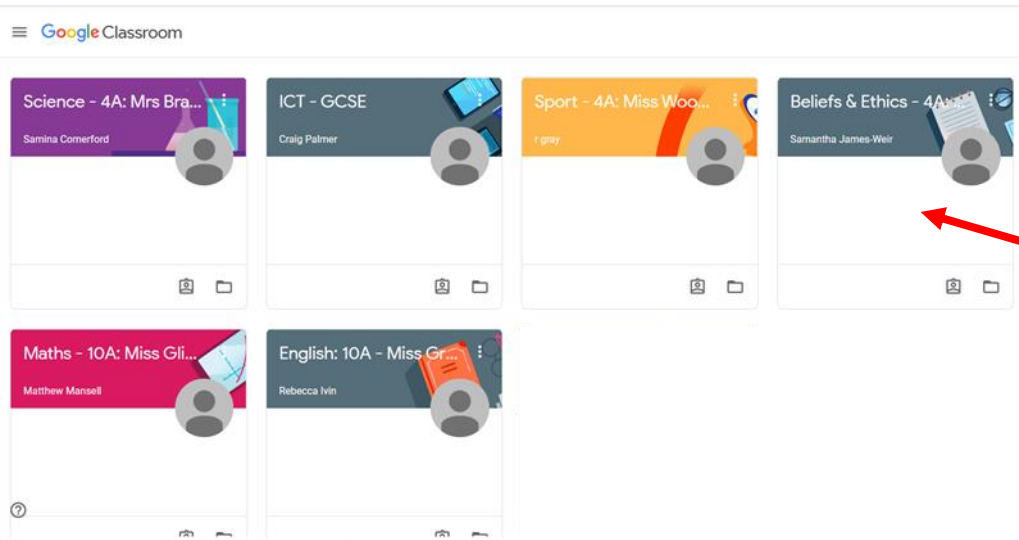 Google Classroom
Science - 4A: Mrs Bra...
Samina Comerford
ICT - GCSE
Craig Palmer
Sport - 4A: Miss Woo...
r gray
Beliefs & Ethics - 4A:...
Samantha James-Weir
Maths - 10A: Miss Gli...
Matthew Mansell
English: 10A - Miss Gr...
Rebecca Ivin